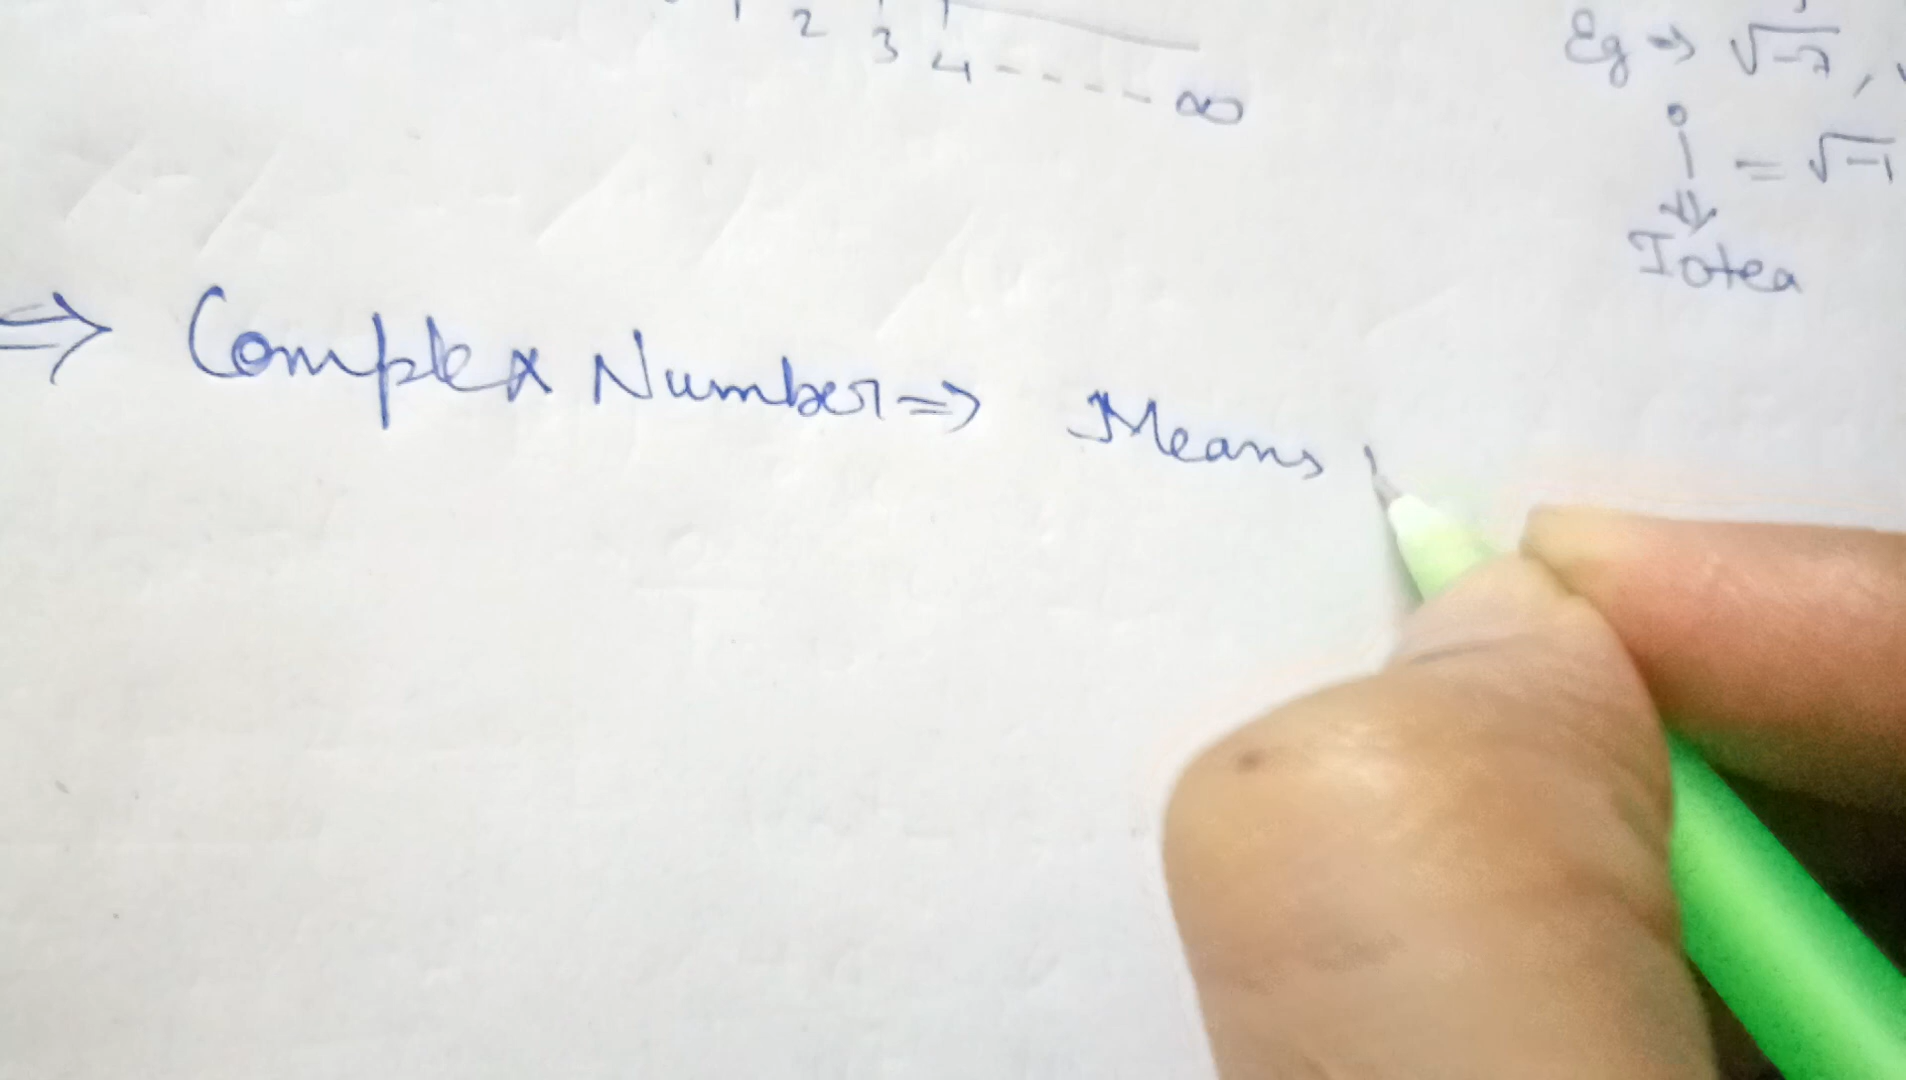 2 3 4 ---- ∞
Eg ⇒ √-7,
i = √-1
⇓
Iotea
⇒ Complex Number ⇒ Means